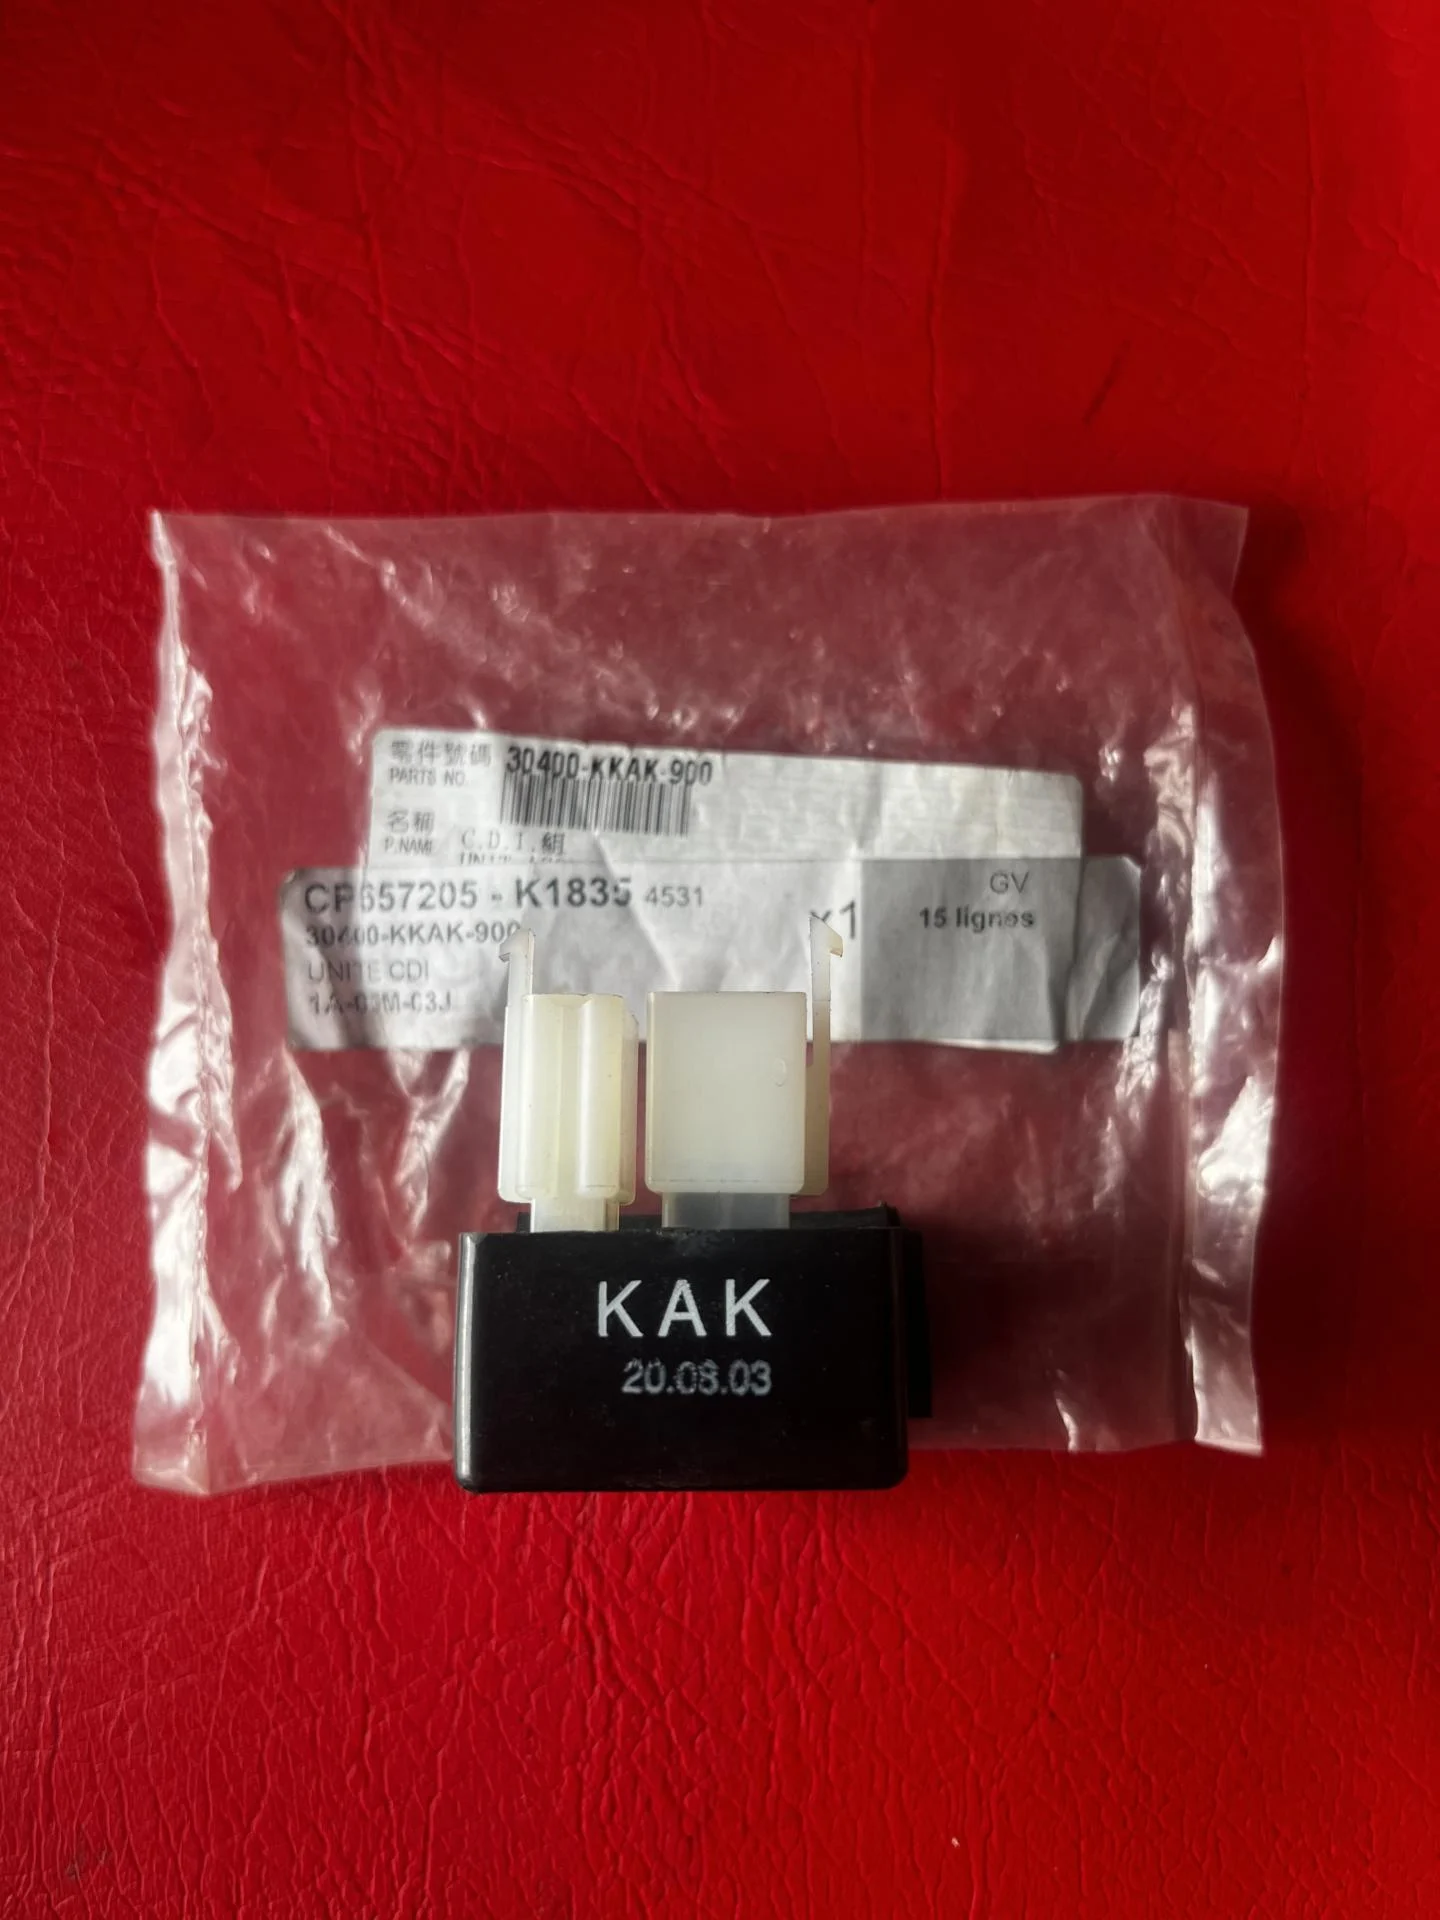 零件號碼 30400-KKAK-900
PARTS NO.
名稱 C.D.I.組
P.NAME
CP657205 - K1835 4531
x1
GV
15 lignes
30400-KKAK-900
UNITE CDI
KAK
20.08.03